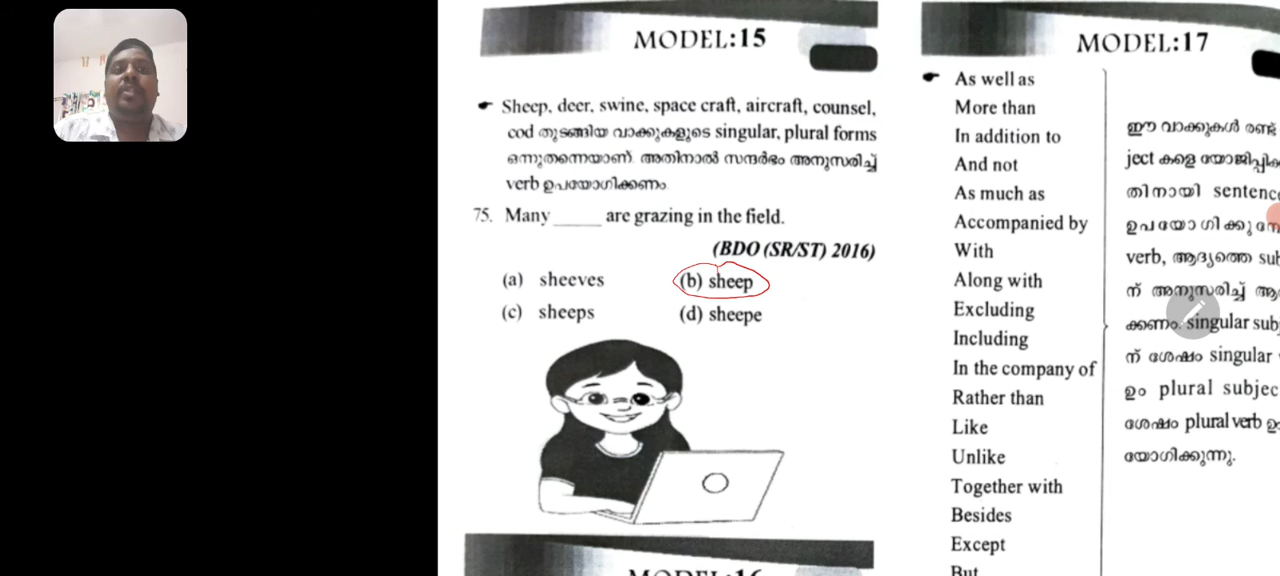 MODEL:15
Sheep, deer, swine, space craft, aircraft, counsel,
cod തുടങ്ങിയ വാക്കുകളുടെ singular, plural forms
ഒന്നുതന്നെയാണ്. അതിനാൽ സന്ദർഭം അനുസരിച്ച്
verb ഉപയോഗിക്കണം.
75. Many _____ are grazing in the field.
(BDO (SR/ST) 2016)
(a) sheeves (b) sheep
(c) sheeps (d) sheepe
MODEL:16
MODEL:17
As well as
More than
In addition to
And not
As much as
Accompanied by
With
Along with
Excluding
Including
In the company of
Rather than
Like
Unlike
Together with
Besides
Except
But
ഈ വാക്കുകൾ രണ്ട്
ject കളെ
തിനായി sentence
verb, ആദ്യത്തെ sub
ന് അനുസരിച്ച്
ക്കണം. singular subj
ന് ശേഷം singular
ഉം plural subjec
ശേഷം plural verb ഉ
യോഗിക്കുന്നു.